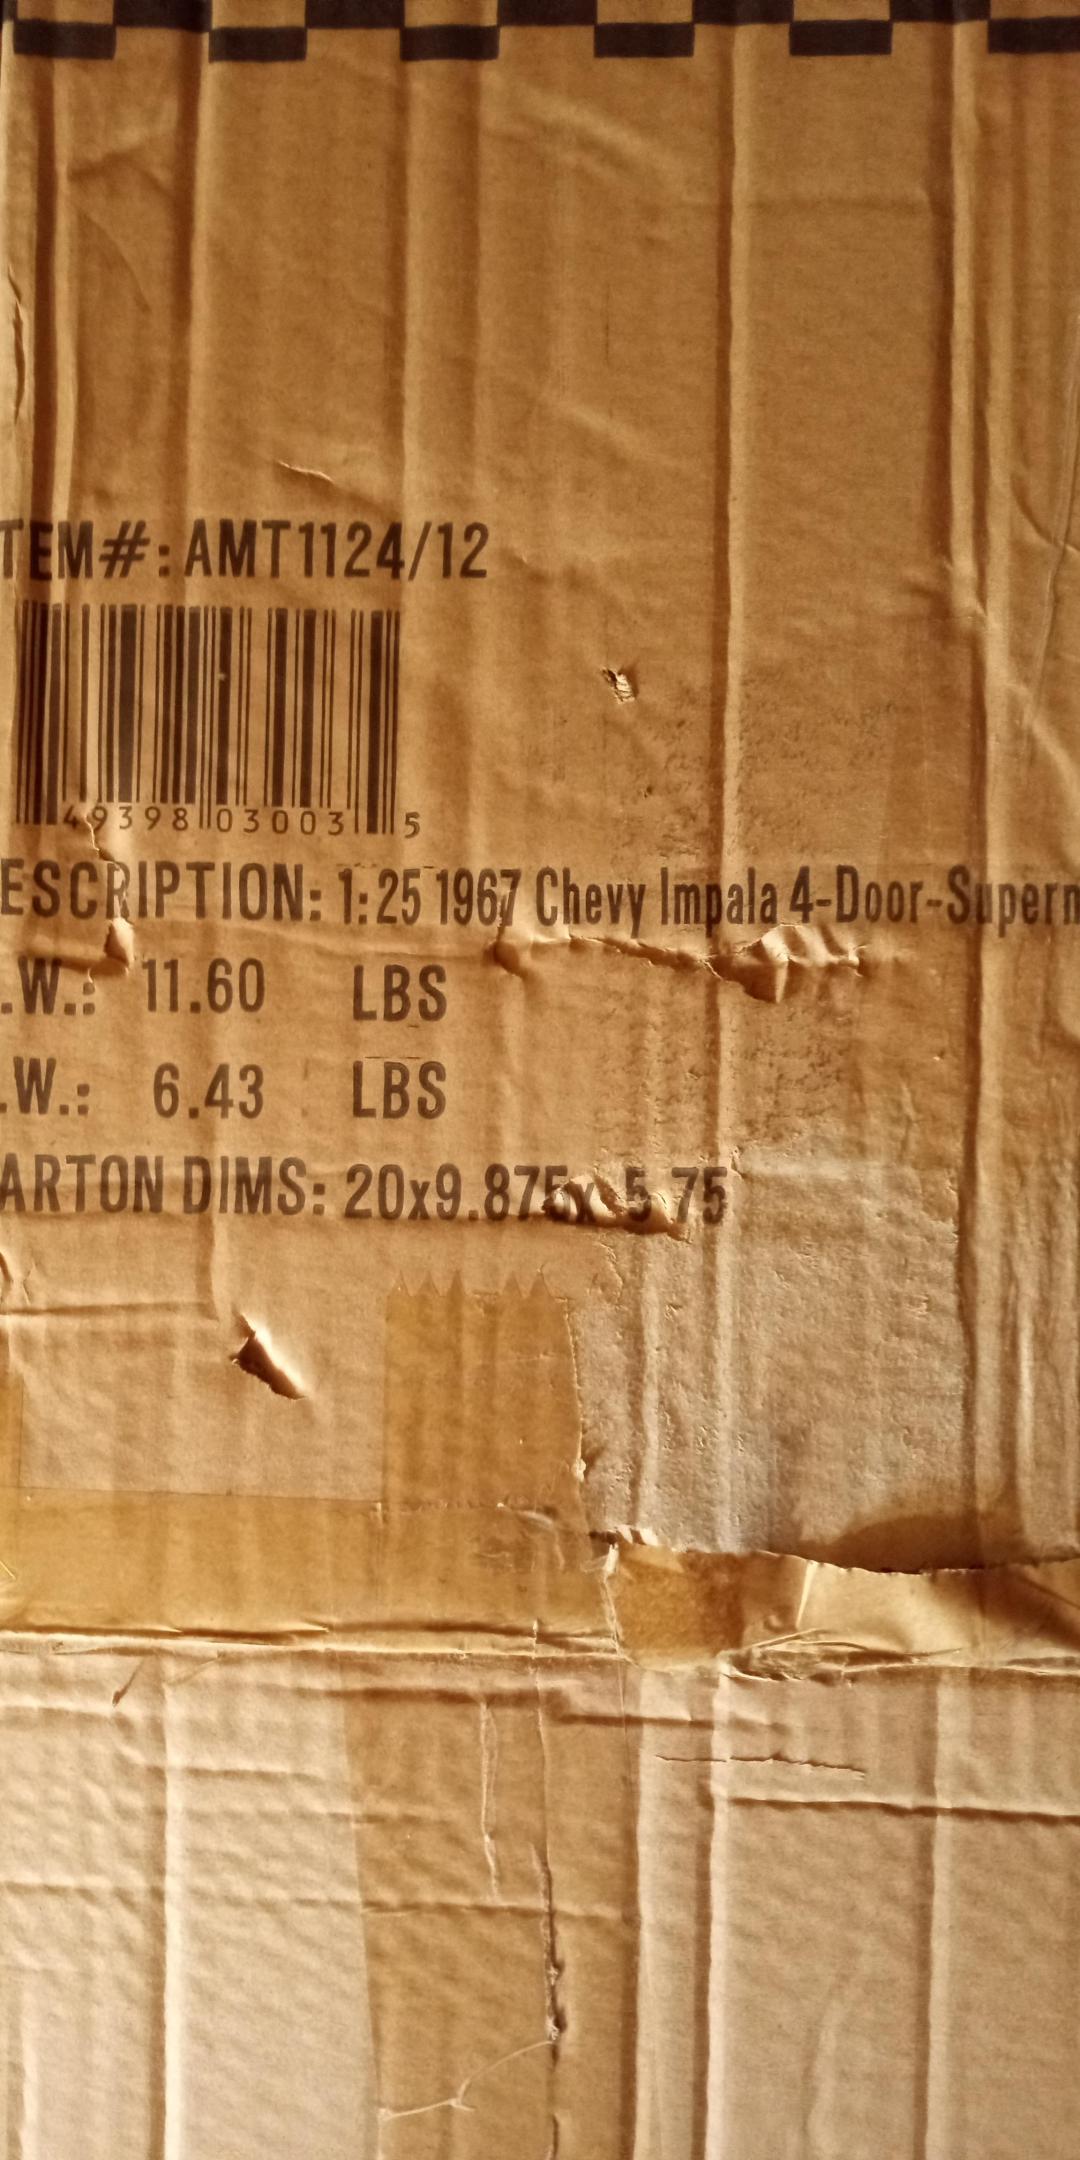 TEM#: AMT1124/12
49398 03003 5
ESCRIPTION: 1:25 1967 Chevy Impala 4-Door-Supern
.W.: 11.60 LBS
.W.: 6.43 LBS
ARTON DIMS: 20x9.875x 5.75